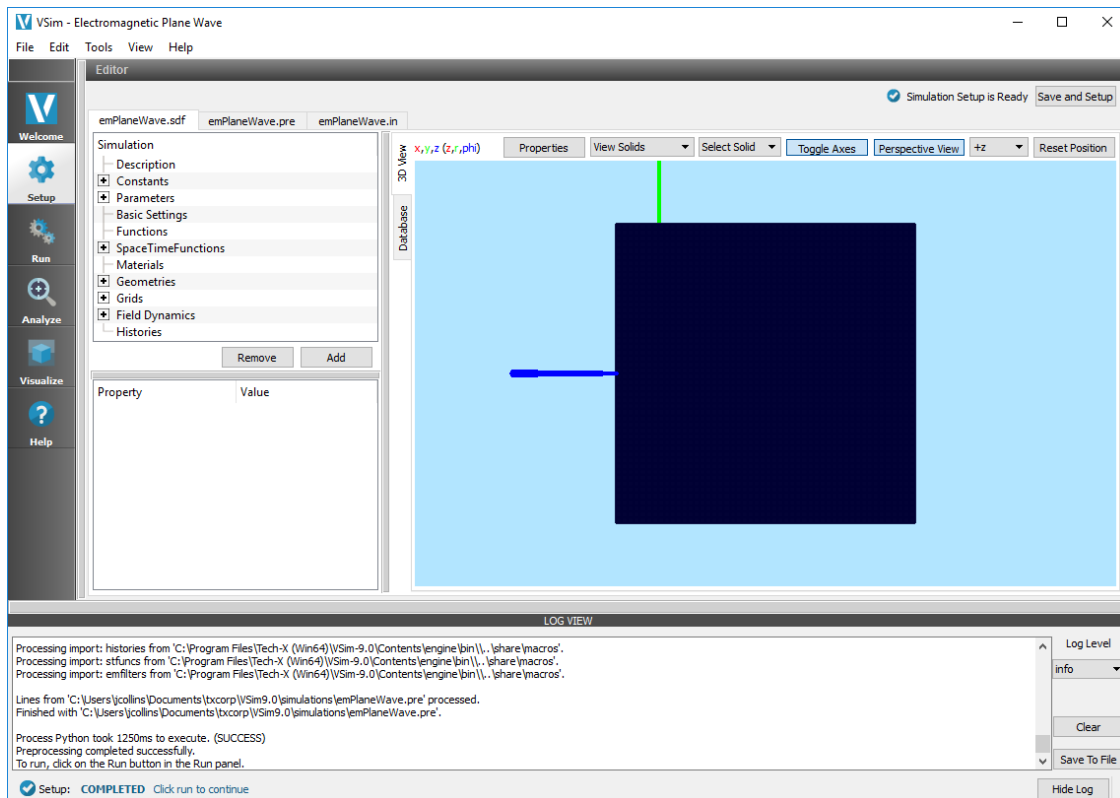 VSim - Electromagnetic Plane Wave
File Edit Tools View Help
Editor
Simulation Setup is Ready Save and Setup
emPlaneWave.sdf emPlaneWave.pre emPlaneWave.in
Welcome
Setup
Run
Analyze
Visualize
Help
Simulation
Description
Constants
Parameters
Basic Settings
Functions
SpaceTimeFunctions
Materials
Geometries
Grids
Field Dynamics
Histories
Remove Add
Property Value
3D View
Database
x,y,z (z,r,phi) Properties View Solids Select Solid Toggle Axes Perspective View +z Reset Position
LOG VIEW
Processing import: histories from 'C:\Program Files\Tech-X (Win64)\VSim-9.0\Contents\engine\bin\\..\share\macros'.
Processing import: stfuncs from 'C:\Program Files\Tech-X (Win64)\VSim-9.0\Contents\engine\bin\\..\share\macros'.
Processing import: emfilters from 'C:\Program Files\Tech-X (Win64)\VSim-9.0\Contents\engine\bin\\..\share\macros'.
Lines from 'C:\Users\jcollins\Documents\txcorp\VSim9.0\simulations\emPlaneWave.pre' processed.
Finished with 'C:\Users\jcollins\Documents\txcorp\VSim9.0\simulations\emPlaneWave.pre'.
Process Python took 1250ms to execute. (SUCCESS)
Preprocessing completed successfully.
To run, click on the Run button in the Run panel.
Log Level
info
Clear
Save To File
Setup: COMPLETED Click run to continue
Hide Log